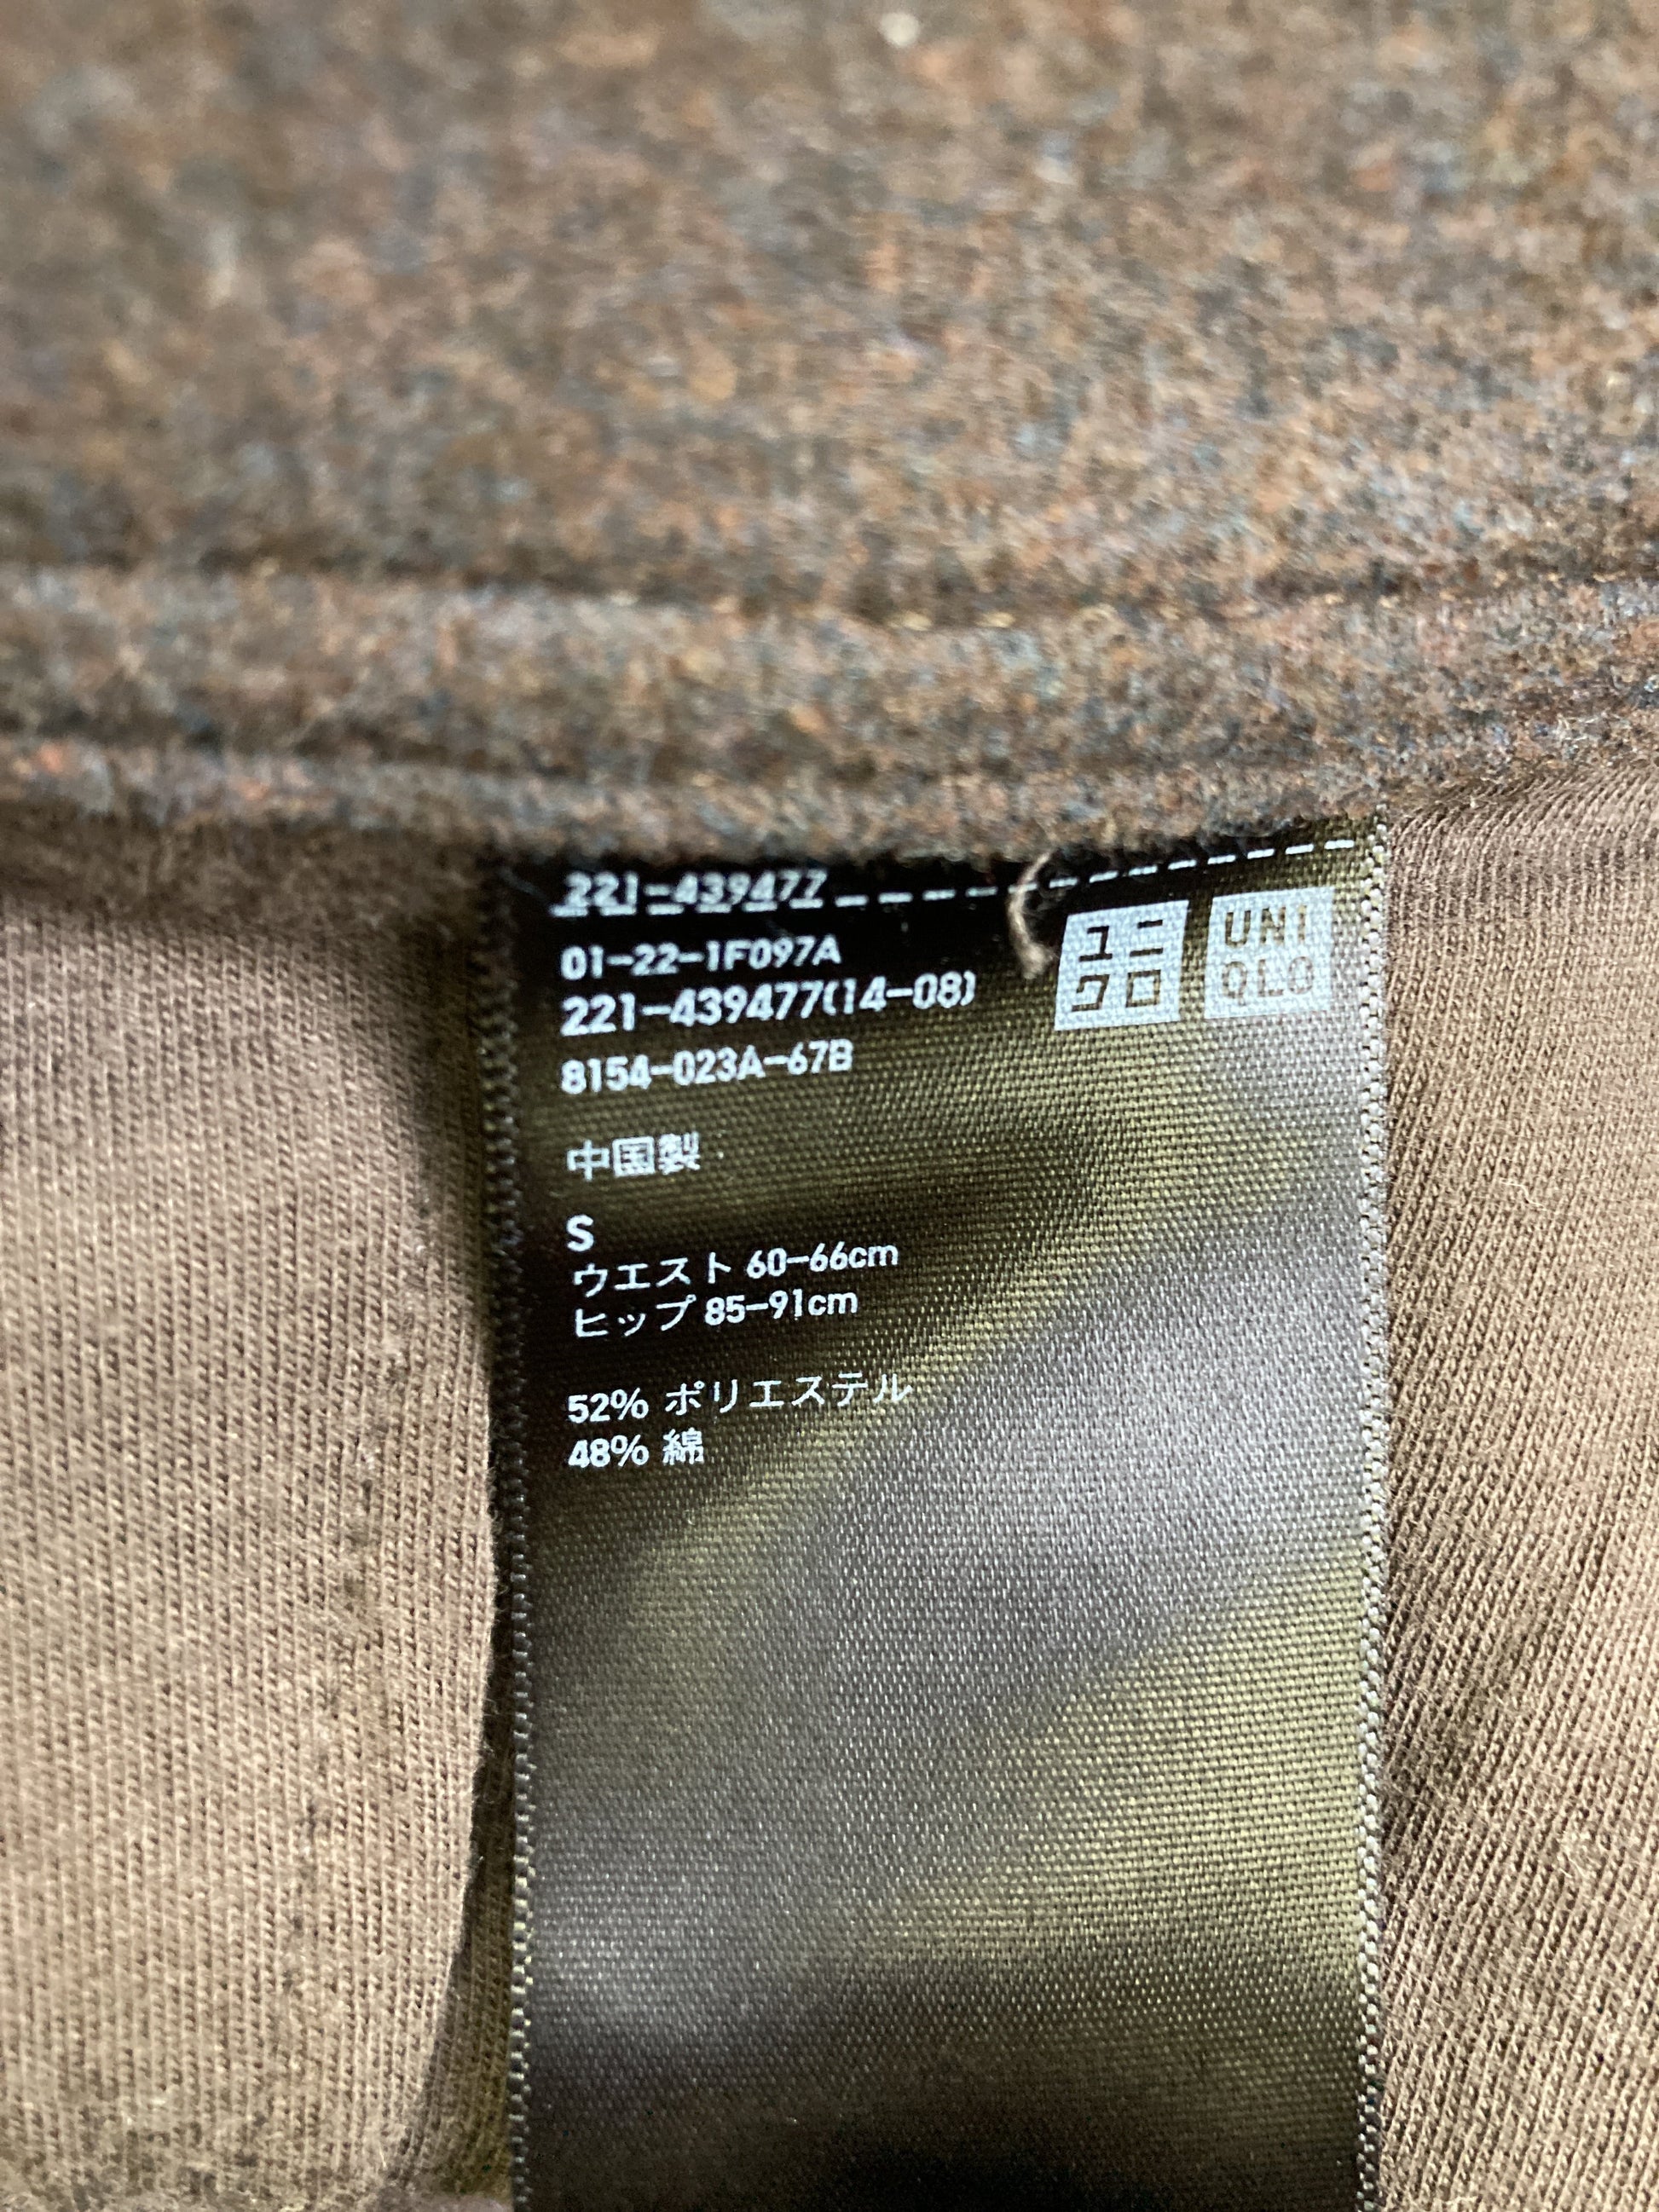 221-439477
01-22-1F097A
221-439477(14-08)
8154-023A-67B
ユニ
クロ
UNI
QLO
中国製
S
ウエスト 60-66cm
ヒップ 85-91cm
52% ポリエステル
48% 綿